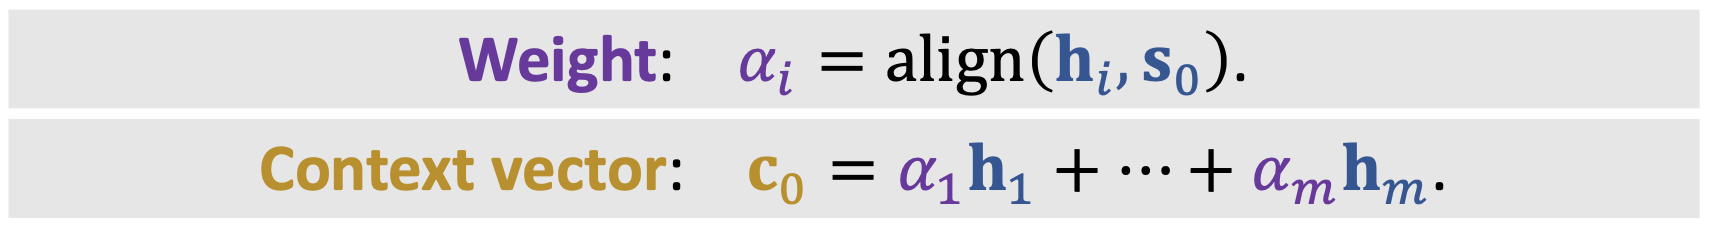 Weight: αᵢ = align(𝐡ᵢ, 𝐬₀).
Context vector: 𝐜₀ = α₁𝐡₁ + ⋯ + αₘ𝐡ₘ.